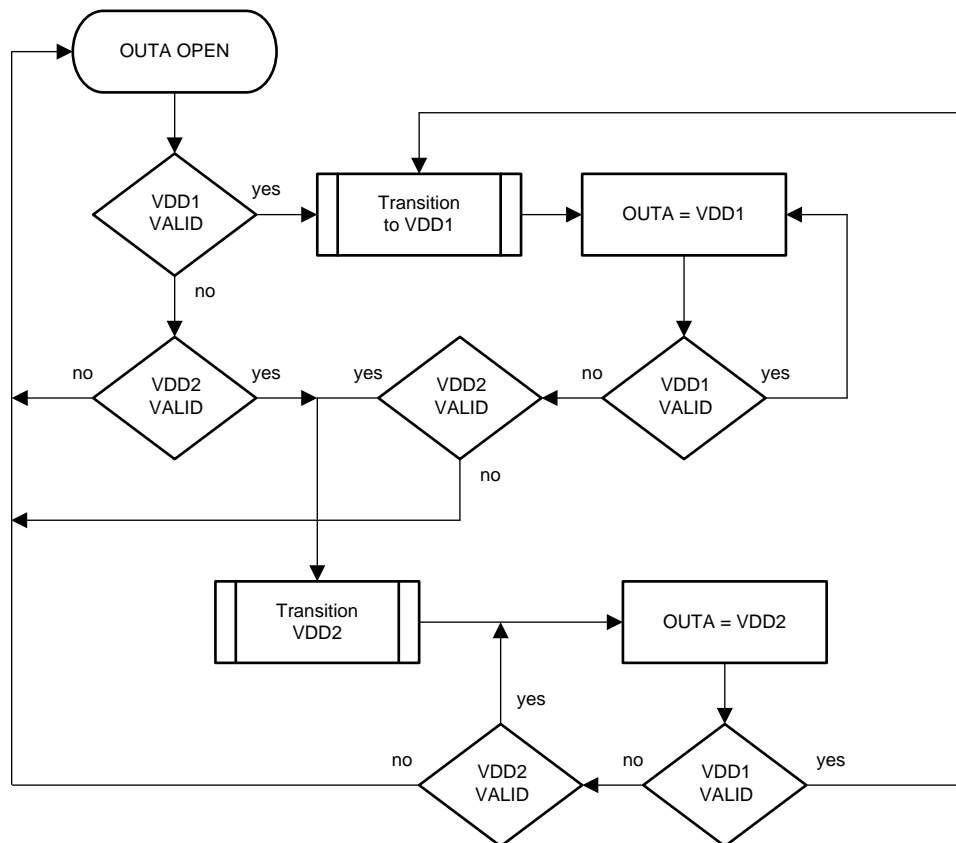 OUTA OPEN
yes
VDD1
VALID
Transition
to VDD1
OUTA = VDD1
no
no
VDD2
VALID
yes
yes
VDD2
VALID
no
VDD1
VALID
yes
no
Transition
VDD2
OUTA = VDD2
yes
no
VDD2
VALID
no
VDD1
VALID
yes